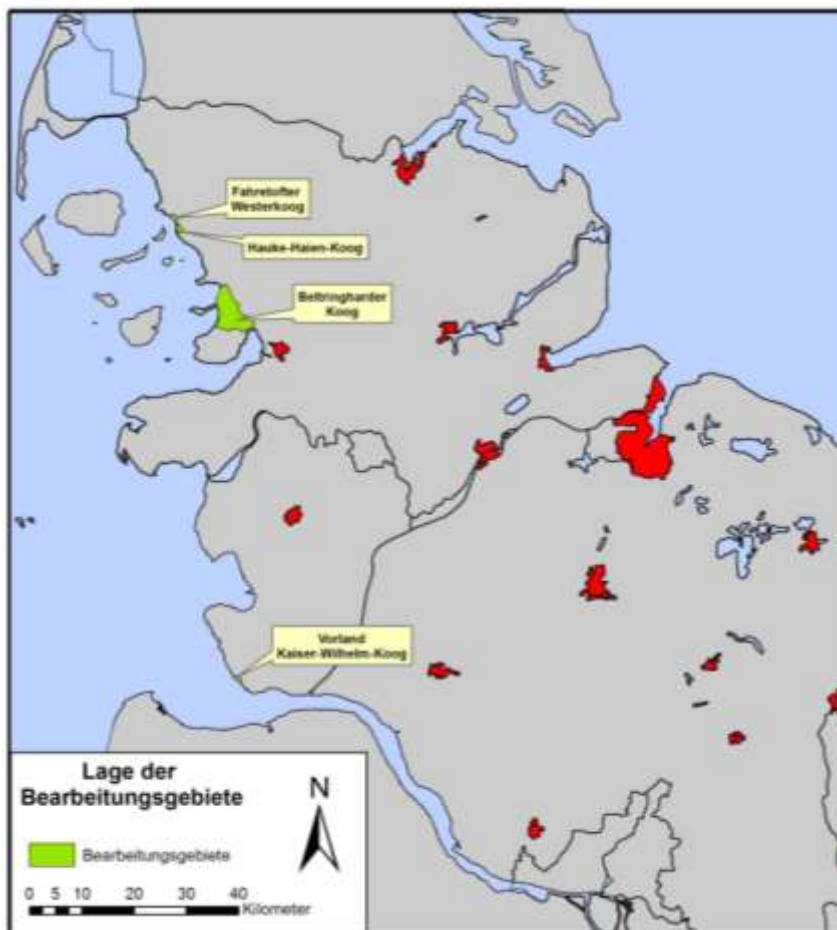 Fahretofter
Westerkoog
Hauke-Haien-Koog
Beltringharder
Koog
Vorland
Kaiser-Wilhelm-Koog
Lage der
Bearbeitungsgebiete
N
Bearbeitungsgebiete
0 5 10 20 30 40
Kilometer